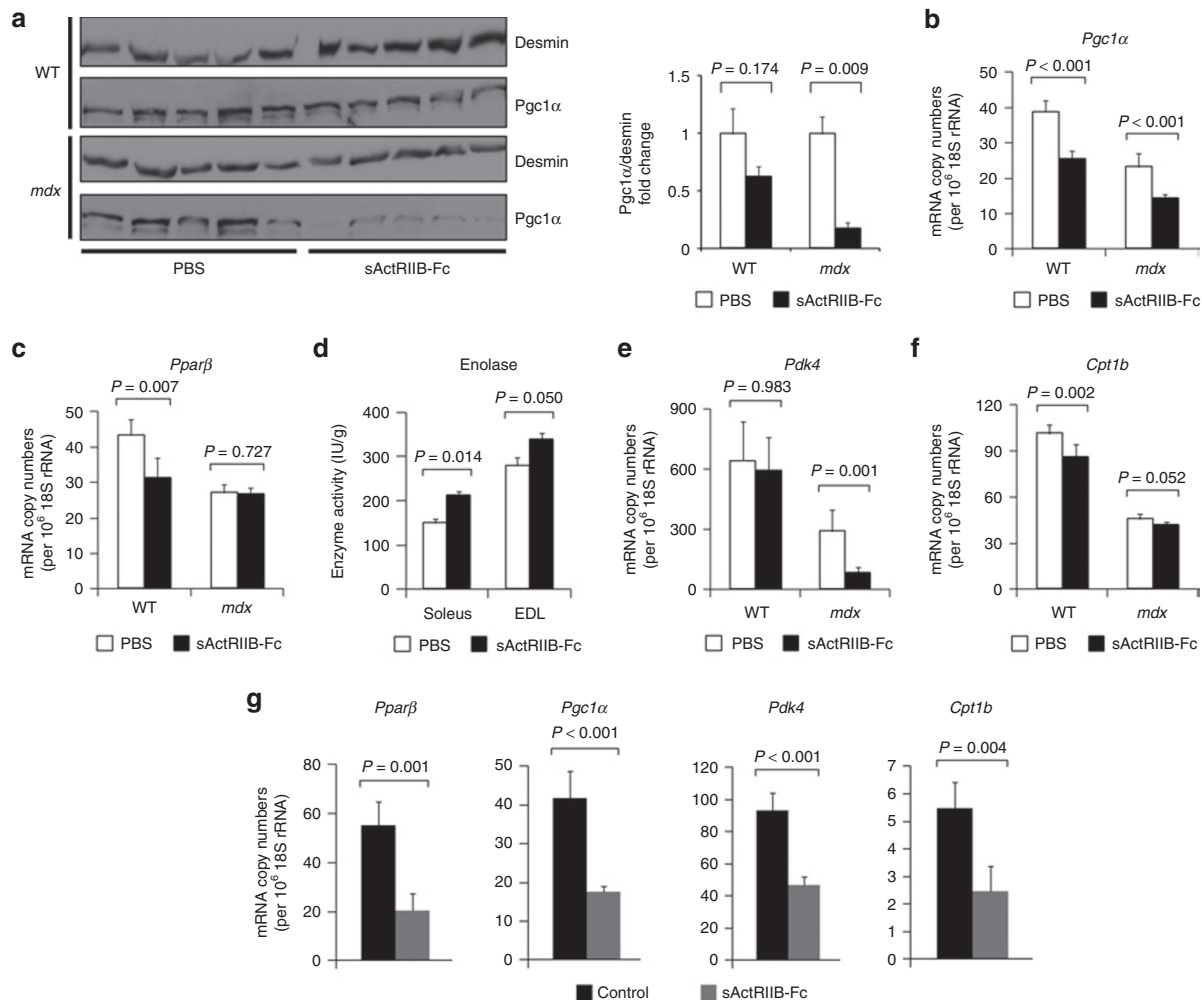 a
WT
mdx
Desmin
Pgc1α
Desmin
Pgc1α
PBS
sActRIIB-Fc
Pgc1α/desmin
fold change
1.5
1
0.5
0
P = 0.174
P = 0.009
WT
mdx
PBS
sActRIIB-Fc
b
Pgc1α
mRNA copy numbers
(per 10⁶ 18S rRNA)
50
40
30
20
10
0
P < 0.001
P < 0.001
WT
mdx
PBS
sActRIIB-Fc
c
Pparβ
mRNA copy numbers
(per 10⁶ 18S rRNA)
50
40
30
20
10
0
P = 0.007
P = 0.727
WT
mdx
PBS
sActRIIB-Fc
d
Enolase
Enzyme activity (IU/g)
400
300
200
100
0
P = 0.014
P = 0.050
Soleus
EDL
PBS
sActRIIB-Fc
e
Pdk4
mRNA copy numbers
(per 10⁶ 18S rRNA)
900
600
300
0
P = 0.983
P = 0.001
WT
mdx
PBS
sActRIIB-Fc
f
Cpt1b
mRNA copy numbers
(per 10⁶ 18S rRNA)
120
90
60
30
0
P = 0.002
P = 0.052
WT
mdx
PBS
sActRIIB-Fc
g
Pparβ
mRNA copy numbers
(per 10⁶ 18S rRNA)
80
60
40
20
0
P = 0.001
Pgc1α
50
40
30
20
10
0
P < 0.001
Pdk4
120
100
80
60
40
20
0
P < 0.001
Cpt1b
7
6
5
4
3
2
1
0
P = 0.004
Control
sActRIIB-Fc